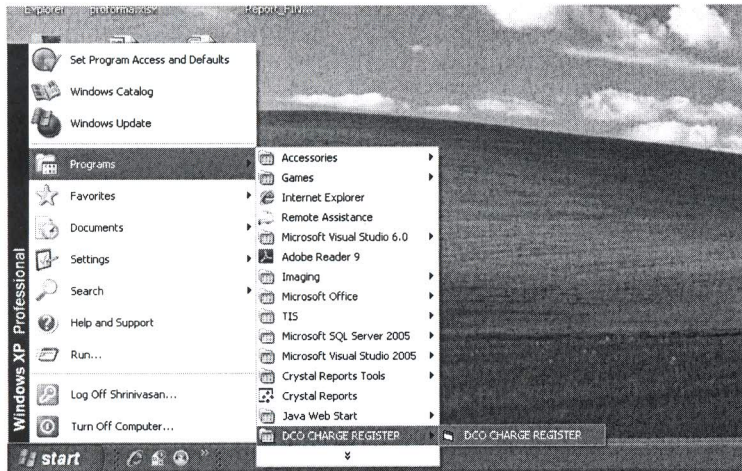 Explorer proforma.xlsx
Set Program Access and Defaults
Windows Catalog
Windows Update
Programs
Favorites
Documents
Settings
Search
Help and Support
Run...
Log Off Shrinivasan...
Turn Off Computer...
Windows XP Professional
Accessories
Games
Internet Explorer
Remote Assistance
Microsoft Visual Studio 6.0
Adobe Reader 9
Imaging
Microsoft Office
TIS
Microsoft SQL Server 2005
Microsoft Visual Studio 2005
Crystal Reports Tools
Crystal Reports
Java Web Start
DCO CHARGE REGISTER
DCO CHARGE REGISTER
start